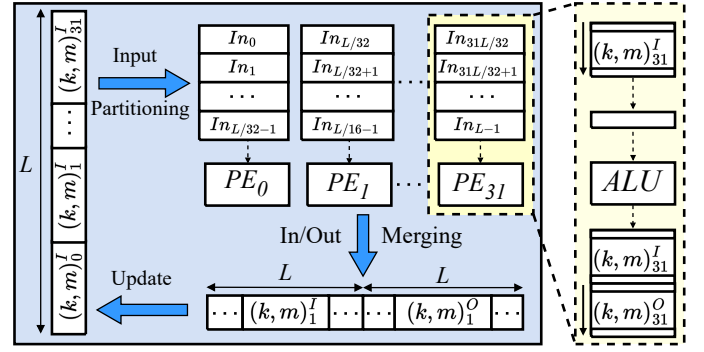 L
(k, m)^I_31
⋯
(k, m)^I_1
(k, m)^I_0
Input
Partitioning
In_0
In_1
⋯
In_{L/32−1}
PE_0
In_{L/32}
In_{L/32+1}
⋯
In_{L/16−1}
PE_1
⋯
⋯
In_{31L/32}
In_{31L/32+1}
⋯
In_{L−1}
PE_31
In/Out Merging
Update
L L
⋯ (k, m)^I_1 ⋯ ⋯ (k, m)^O_1 ⋯
(k, m)^I_31
ALU
(k, m)^I_31
(k, m)^O_31